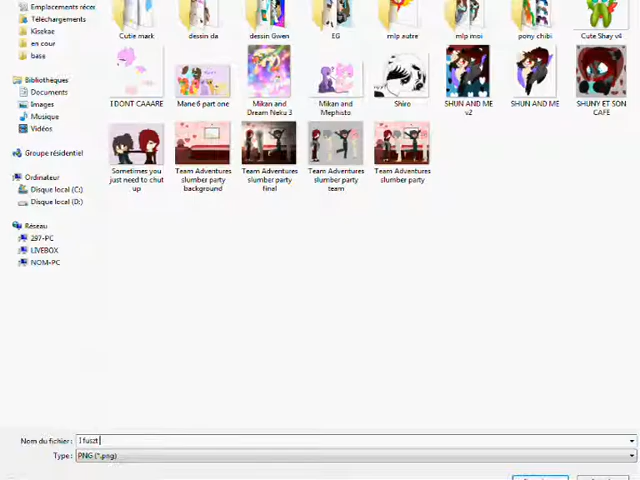 Emplacements récer
Téléchargements
Kisekae
en cour
base
Bibliothèques
Documents
Images
Musique
Vidéos
Groupe résidentiel
Ordinateur
Disque local (C:)
Disque local (D:)
Réseau
297-PC
LIVEBOX
NOM-PC
Cutie mark
dessin da
dessin Gwen
EG
mlp autre
mlp moi
pony chibi
Cute Shay v4
I DONT CAAARE
Mane 6 part one
Mikan and
Dream Neku 3
Mikan and
Mephisto
Shiro
SHUN AND ME
v2
SHUN AND ME
SHUNY ET SON
CAFE
Sometimes you
just need to chut
up
Team Adventures
slumber party
background
Team Adventures
slumber party
final
Team Adventures
slumber party
team
Team Adventures
slumber party
Nom du fichier : I fuszt
Type : PNG (*.png)